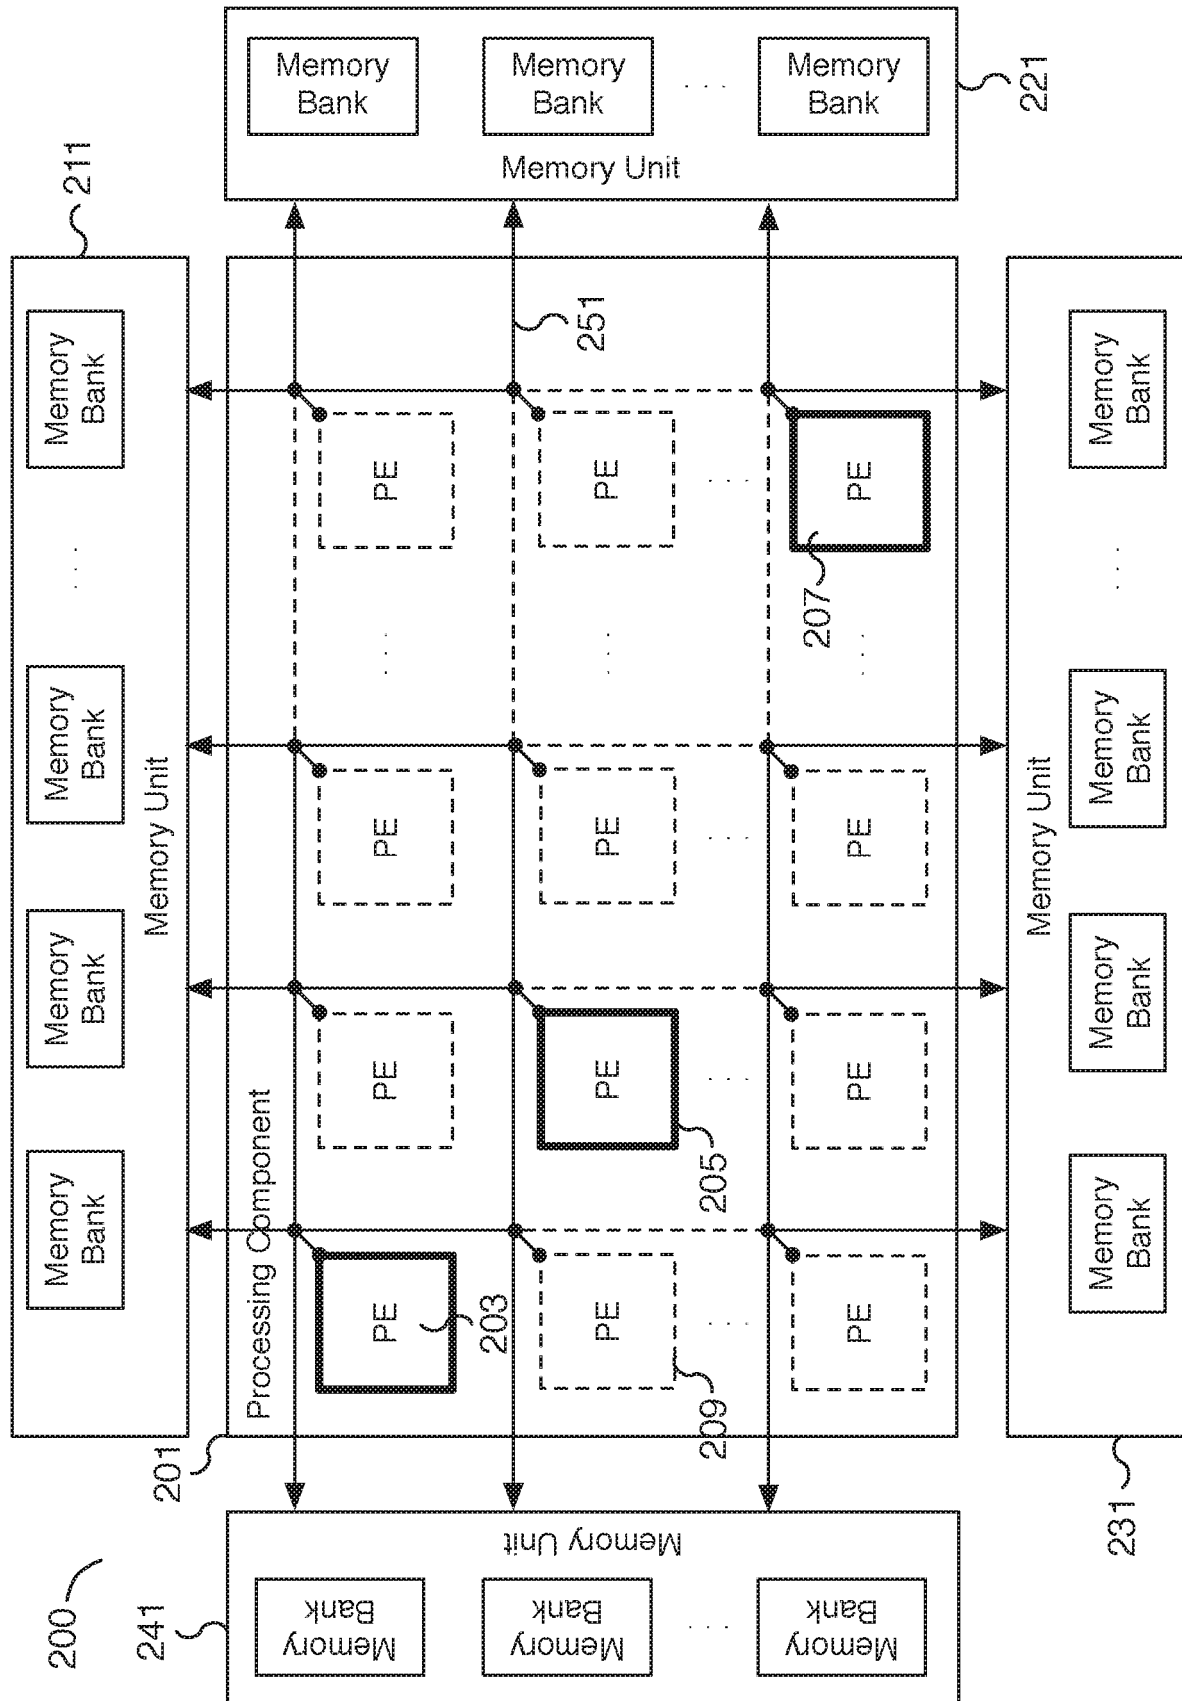 200
211
Memory
Bank
Memory
Bank
Memory
Bank
. . .
Memory
Bank
Memory Unit
241
Memory Unit
Memory
Bank
Memory
Bank
. . .
Memory
Bank
201
Processing Component
PE
203
PE
PE
. . .
PE
209
PE
205
PE
PE
. . .
PE
251
. . .
. . .
. . .
. . .
PE
PE
PE
. . .
207
PE
221
Memory
Bank
Memory
Bank
. . .
Memory
Bank
Memory Unit
231
Memory Unit
Memory
Bank
Memory
Bank
Memory
Bank
. . .
Memory
Bank